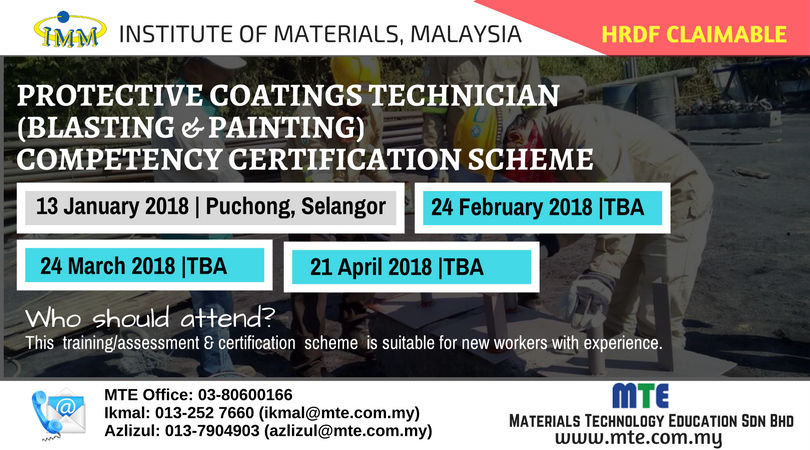 IMM INSTITUTE OF MATERIALS, MALAYSIA
HRDF CLAIMABLE
PROTECTIVE COATINGS TECHNICIAN
(BLASTING & PAINTING)
COMPETENCY CERTIFICATION SCHEME
13 January 2018 | Puchong, Selangor
24 February 2018 |TBA
24 March 2018 |TBA
21 April 2018 |TBA
Who should attend?
This training/assessment & certification scheme is suitable for new workers with experience.
MTE Office: 03-80600166
Ikmal: 013-252 7660 (ikmal@mte.com.my)
Azlizul: 013-7904903 (azlizul@mte.com.my)
MTE
MATERIALS TECHNOLOGY EDUCATION SDN BHD
www.mte.com.my